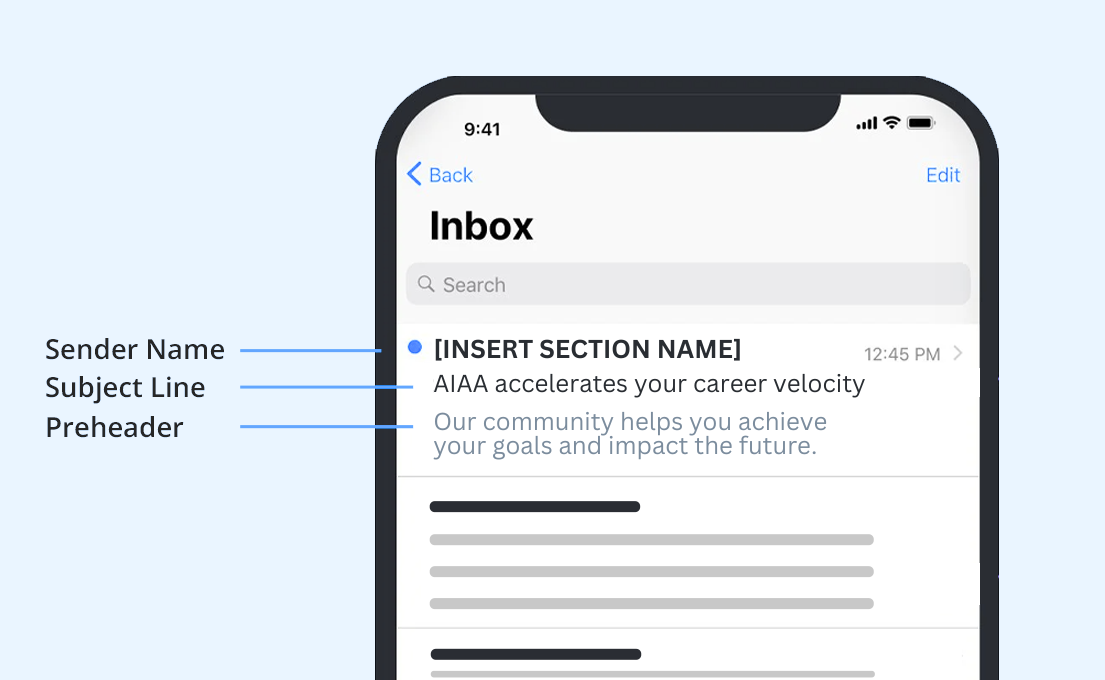 9:41
Back
Edit
Inbox
Search
Sender Name
[INSERT SECTION NAME]
12:45 PM
Subject Line
AIAA accelerates your career velocity
Preheader
Our community helps you achieve
your goals and impact the future.